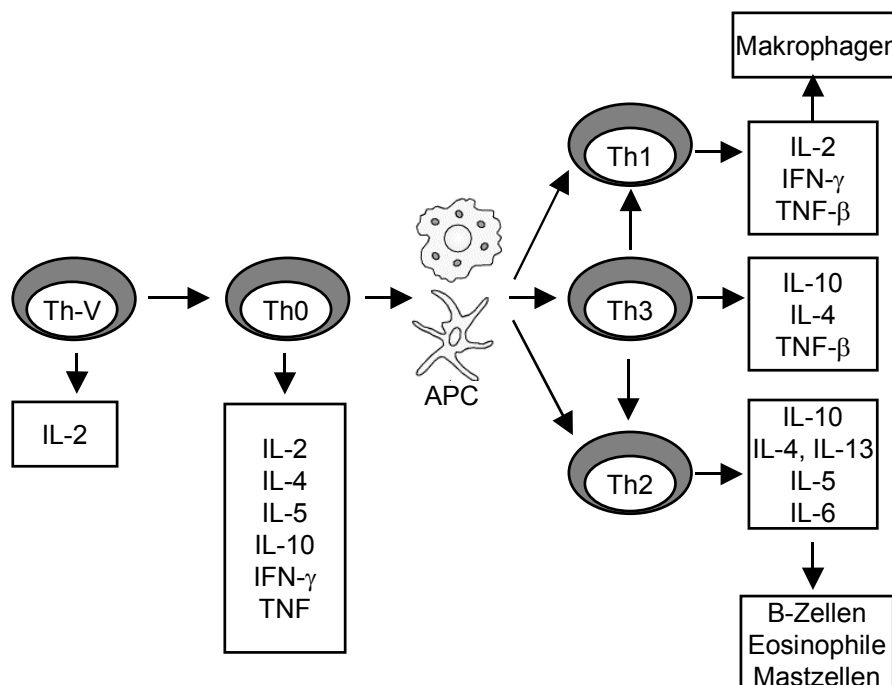 Makrophagen
Th1
IL-2
IFN-γ
TNF-β
Th-V
Th0
Th3
IL-10
IL-4
TNF-β
APC
IL-2
IL-2
IL-4
IL-5
IL-10
IFN-γ
TNF
Th2
IL-10
IL-4, IL-13
IL-5
IL-6
B-Zellen
Eosinophile
Mastzellen